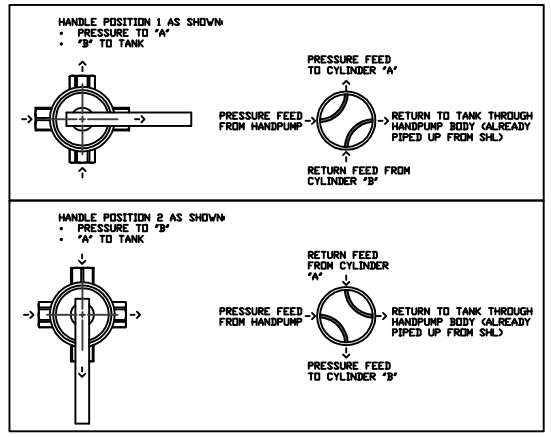 HANDLE POSITION 1 AS SHOWN:
• PRESSURE TO "A"
• "B" TO TANK
PRESSURE FEED
TO CYLINDER "A"
PRESSURE FEED
FROM HANDPUMP
RETURN TO TANK THROUGH
HANDPUMP BODY (ALREADY
PIPED UP FROM SHL)
RETURN FEED FROM
CYLINDER "B"
HANDLE POSITION 2 AS SHOWN:
• PRESSURE TO "B"
• "A" TO TANK
RETURN FEED
FROM CYLINDER
"A"
PRESSURE FEED
FROM HANDPUMP
RETURN TO TANK THROUGH
HANDPUMP BODY (ALREADY
PIPED UP FROM SHL)
PRESSURE FEED
TO CYLINDER "B"